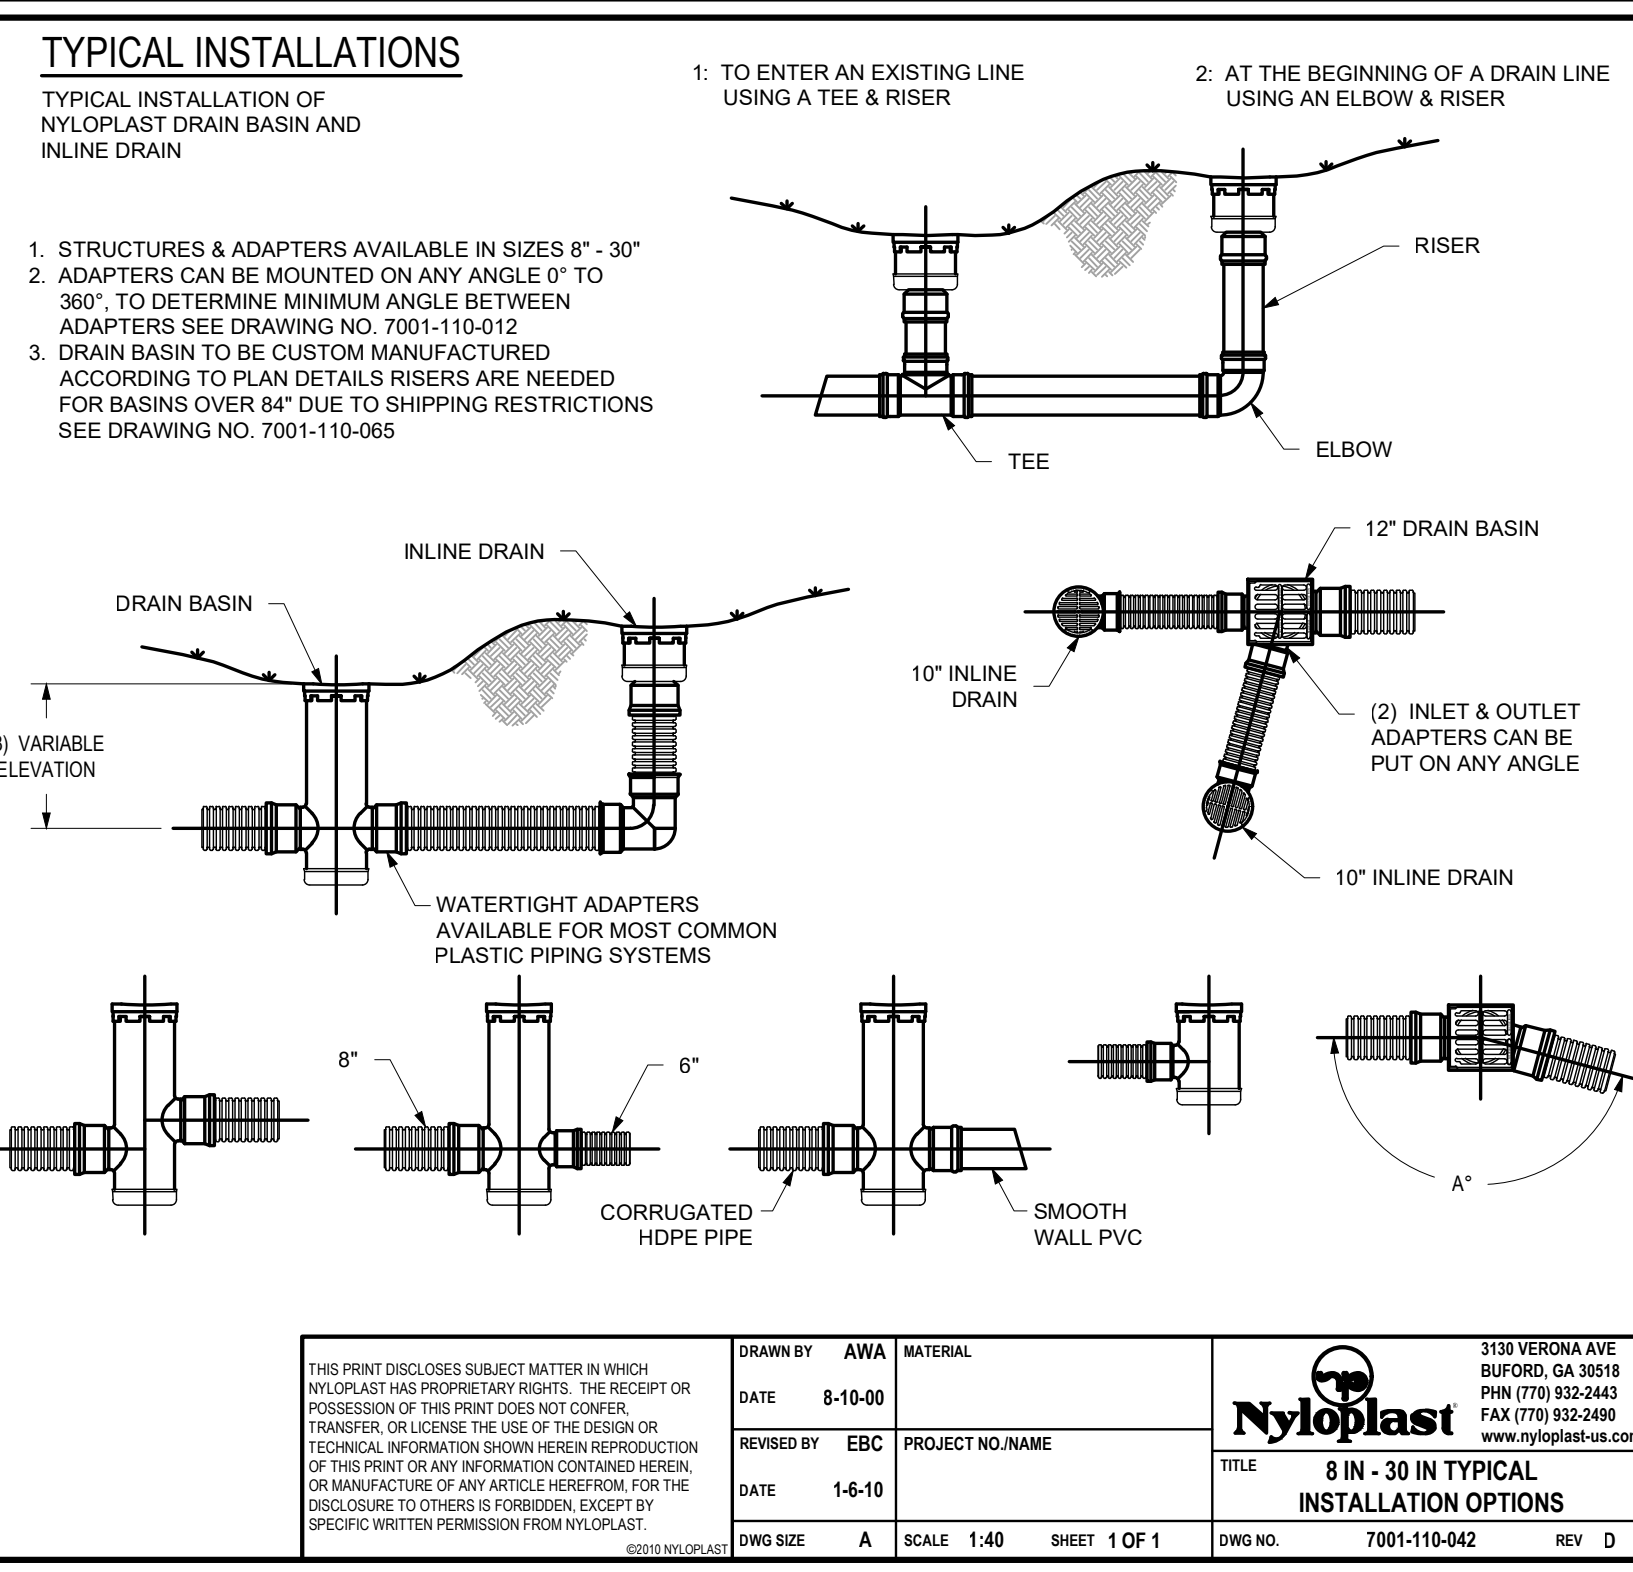 TYPICAL INSTALLATIONS
TYPICAL INSTALLATION OF
NYLOPLAST DRAIN BASIN AND
INLINE DRAIN
1: TO ENTER AN EXISTING LINE
USING A TEE & RISER
2: AT THE BEGINNING OF A DRAIN LINE
USING AN ELBOW & RISER
1. STRUCTURES & ADAPTERS AVAILABLE IN SIZES 8" - 30"
2. ADAPTERS CAN BE MOUNTED ON ANY ANGLE 0° TO
360°, TO DETERMINE MINIMUM ANGLE BETWEEN
ADAPTERS SEE DRAWING NO. 7001-110-012
3. DRAIN BASIN TO BE CUSTOM MANUFACTURED
ACCORDING TO PLAN DETAILS RISERS ARE NEEDED
FOR BASINS OVER 84" DUE TO SHIPPING RESTRICTIONS
SEE DRAWING NO. 7001-110-065
RISER
ELBOW
TEE
INLINE DRAIN
DRAIN BASIN
) VARIABLE
ELEVATION
WATERTIGHT ADAPTERS
AVAILABLE FOR MOST COMMON
PLASTIC PIPING SYSTEMS
12" DRAIN BASIN
10" INLINE
DRAIN
(2) INLET & OUTLET
ADAPTERS CAN BE
PUT ON ANY ANGLE
10" INLINE DRAIN
8"
6"
CORRUGATED
HDPE PIPE
SMOOTH
WALL PVC
A°
THIS PRINT DISCLOSES SUBJECT MATTER IN WHICH
NYLOPLAST HAS PROPRIETARY RIGHTS. THE RECEIPT OR
POSSESSION OF THIS PRINT DOES NOT CONFER,
TRANSFER, OR LICENSE THE USE OF THE DESIGN OR
TECHNICAL INFORMATION SHOWN HEREIN REPRODUCTION
OF THIS PRINT OR ANY INFORMATION CONTAINED HEREIN,
OR MANUFACTURE OF ANY ARTICLE HEREFROM, FOR THE
DISCLOSURE TO OTHERS IS FORBIDDEN, EXCEPT BY
SPECIFIC WRITTEN PERMISSION FROM NYLOPLAST.
©2010 NYLOPLAST
DRAWN BY AWA
DATE 8-10-00
REVISED BY EBC
DATE 1-6-10
DWG SIZE A
MATERIAL
PROJECT NO./NAME
SCALE 1:40 SHEET 1 OF 1
Nyloplast
3130 VERONA AVE
BUFORD, GA 30518
PHN (770) 932-2443
FAX (770) 932-2490
www.nyloplast-us.com
TITLE 8 IN - 30 IN TYPICAL
INSTALLATION OPTIONS
DWG NO. 7001-110-042 REV D